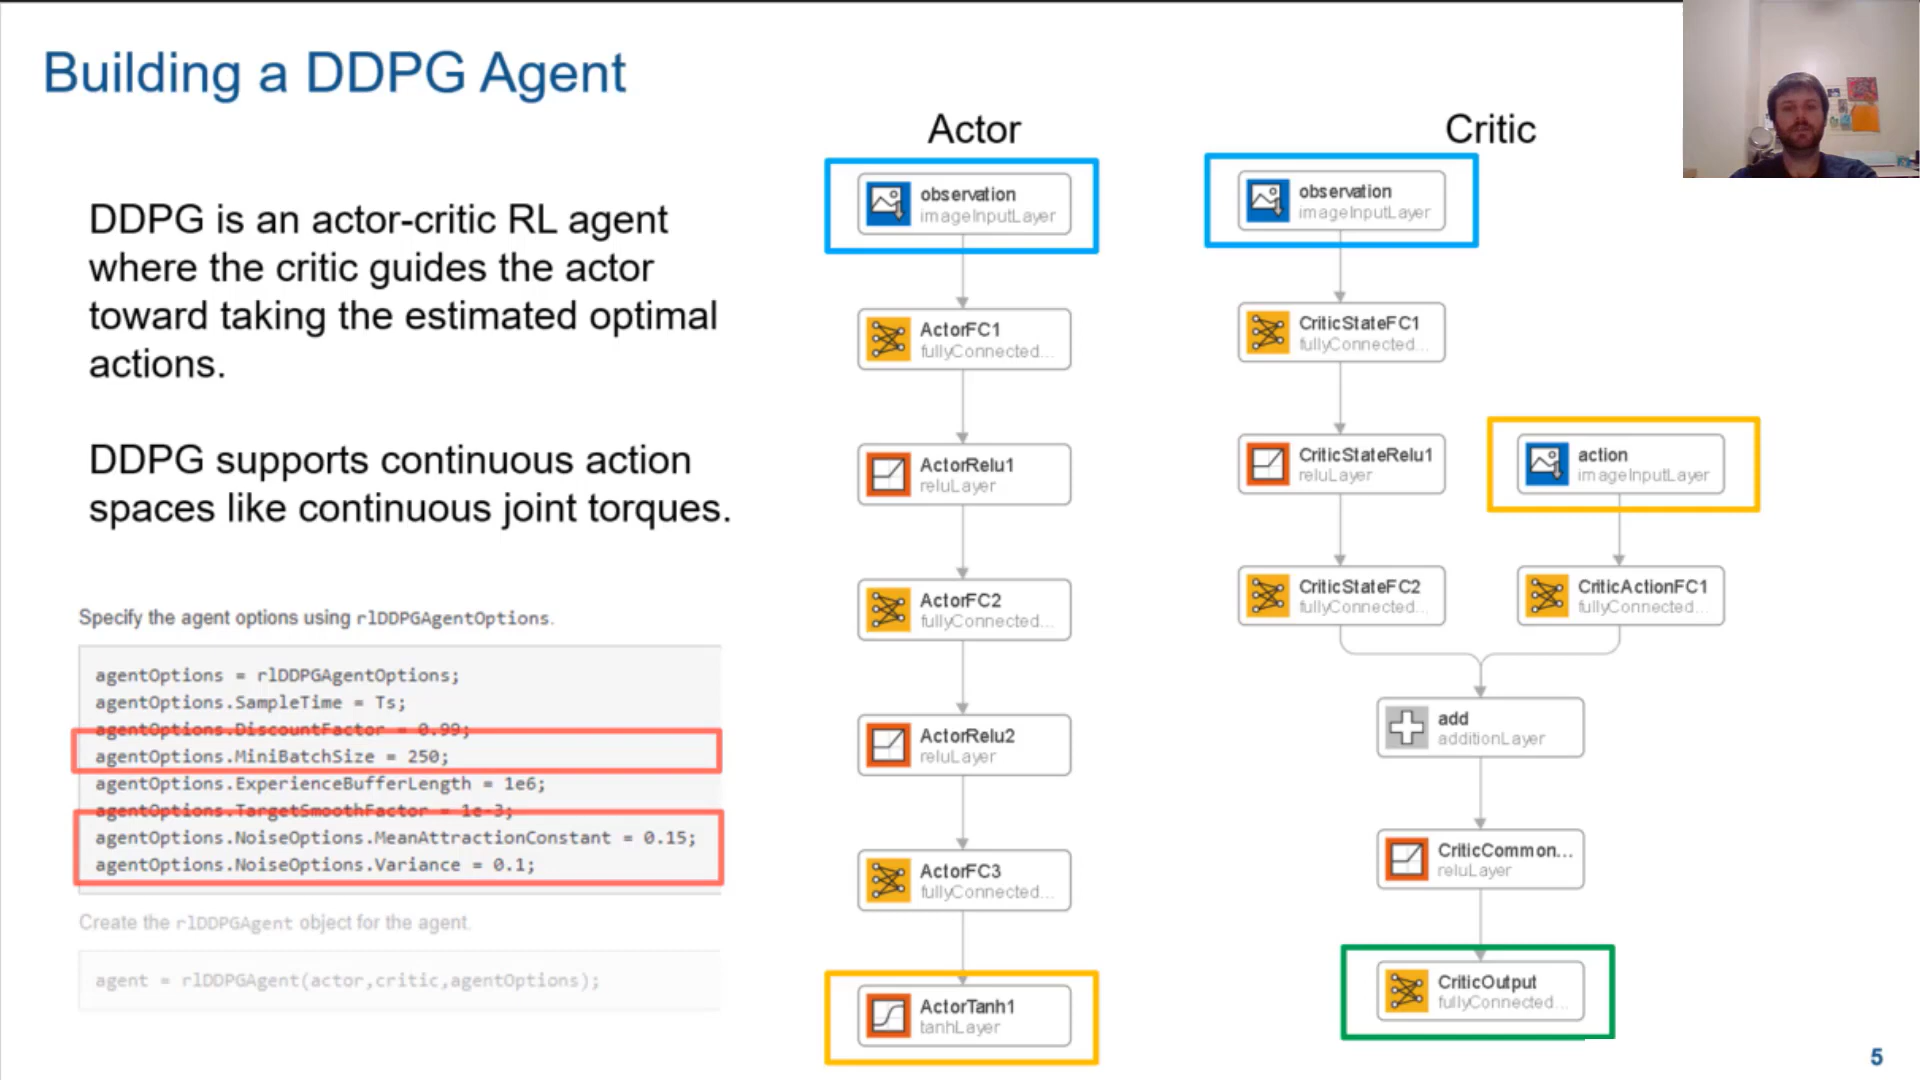 Building a DDPG Agent
DDPG is an actor-critic RL agent
where the critic guides the actor
toward taking the estimated optimal
actions.
DDPG supports continuous action
spaces like continuous joint torques.
Specify the agent options using rlDDPGAgentOptions.
agentOptions = rlDDPGAgentOptions;
agentOptions.SampleTime = Ts;
agentOptions.DiscountFactor = 0.99;
agentOptions.MiniBatchSize = 250;
agentOptions.ExperienceBufferLength = 1e6;
agentOptions.TargetSmoothFactor = 1e-3;
agentOptions.NoiseOptions.MeanAttractionConstant = 0.15;
agentOptions.NoiseOptions.Variance = 0.1;
Create the rlDDPGAgent object for the agent.
agent = rlDDPGAgent(actor,critic,agentOptions);
Actor
observation
imageInputLayer
ActorFC1
fullyConnected...
ActorRelu1
reluLayer
ActorFC2
fullyConnected...
ActorRelu2
reluLayer
ActorFC3
fullyConnected...
ActorTanh1
tanhLayer
Critic
observation
imageInputLayer
CriticStateFC1
fullyConnected...
CriticStateRelu1
reluLayer
CriticStateFC2
fullyConnected...
action
imageInputLayer
CriticActionFC1
fullyConnected...
add
additionLayer
CriticCommon...
reluLayer
CriticOutput
fullyConnected...
5